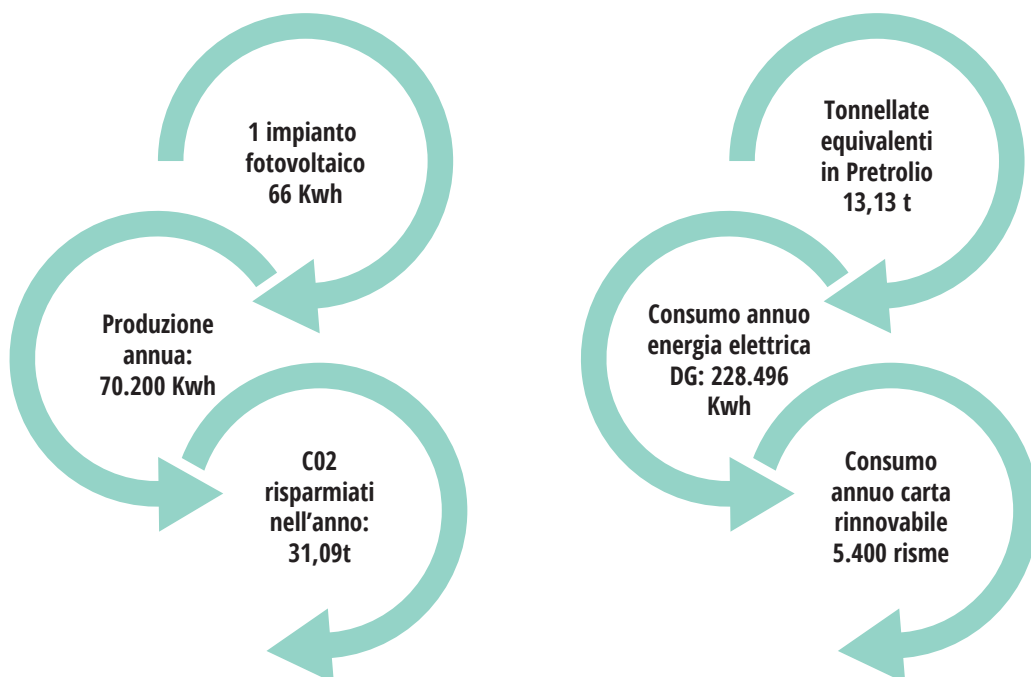 1 impianto
fotovoltaico
66 Kwh
Produzione
annua:
70.200 Kwh
C02
risparmiati
nell'anno:
31,09t
Tonnellate
equivalenti
in Pretrolio
13,13 t
Consumo annuo
energia elettrica
DG: 228.496
Kwh
Consumo
annuo carta
rinnovabile
5.400 risme